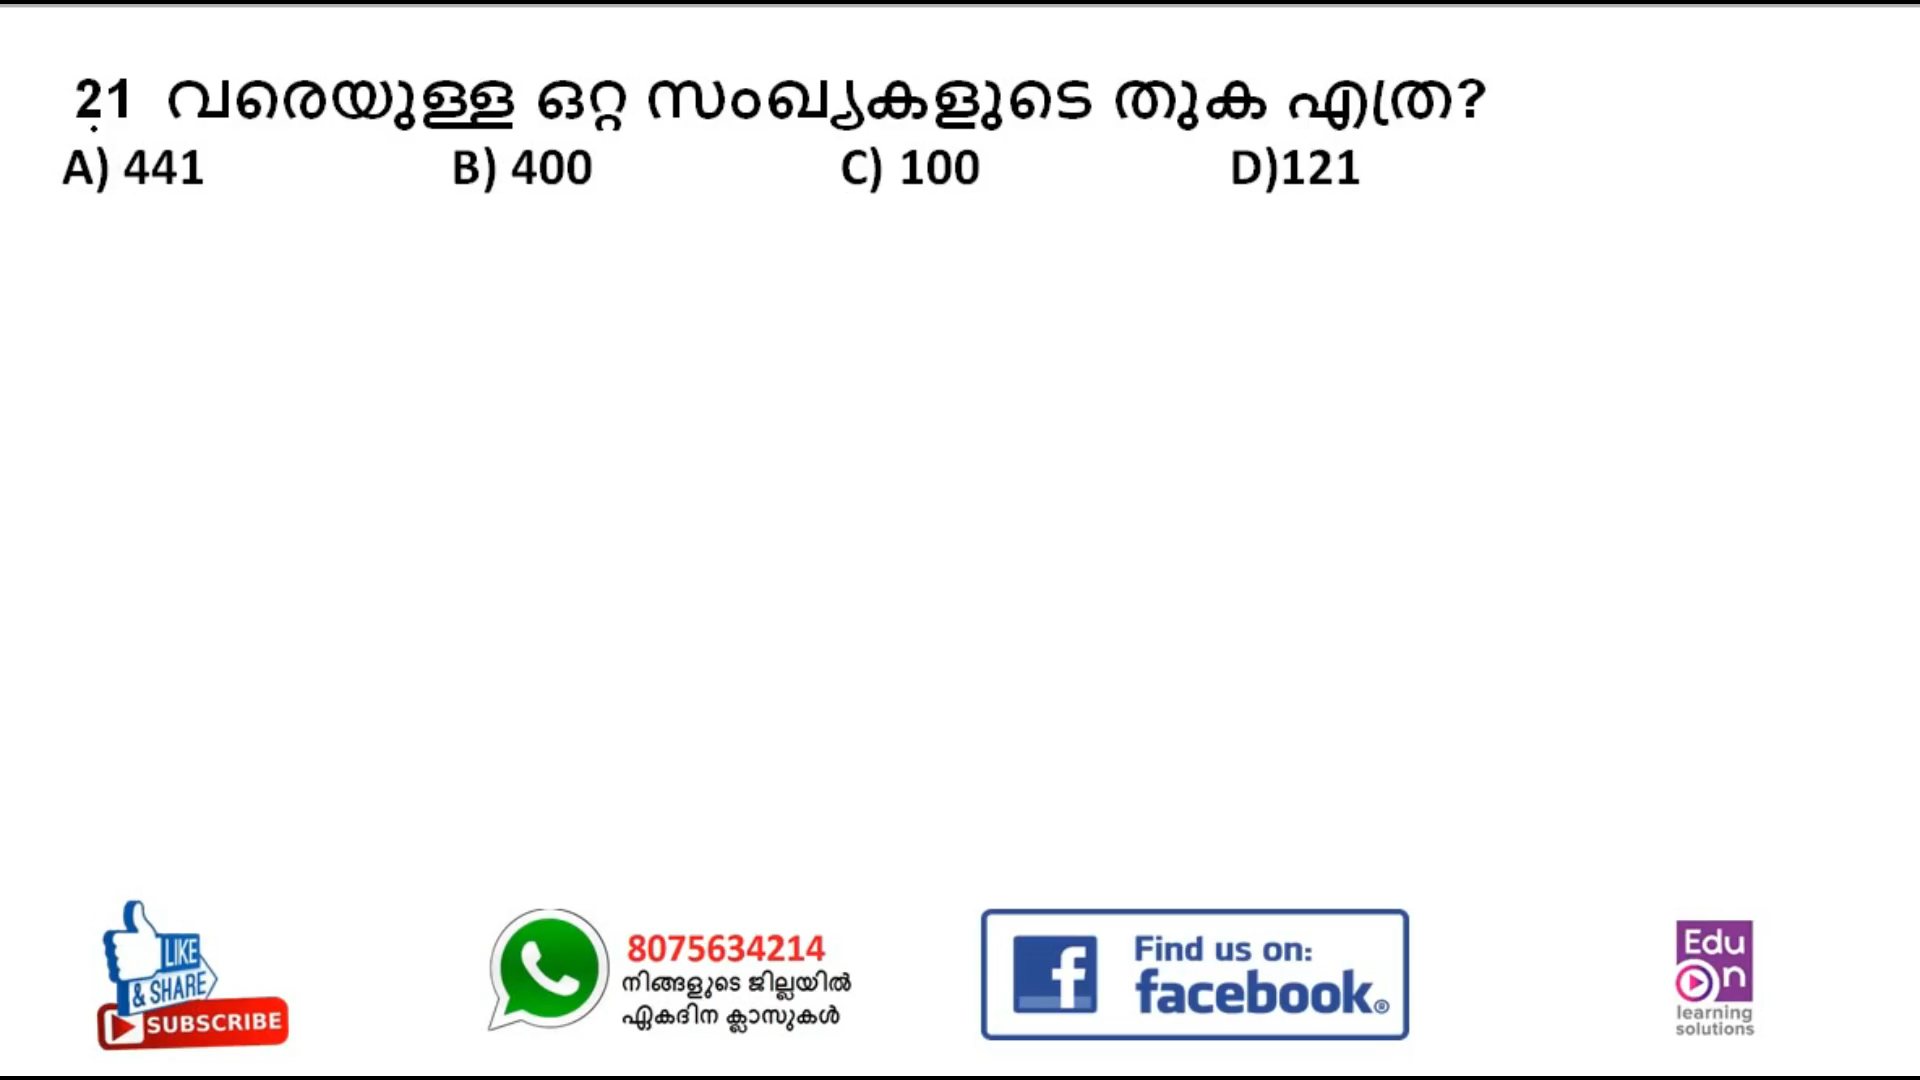 21 വരെയുള്ള ഒറ്റ സംഖ്യകളുടെ തുക എത്ര?
A) 441 B) 400 C) 100 D)121
LIKE
& SHARE
SUBSCRIBE
8075634214
നിങ്ങളുടെ ജില്ലയിൽ
ഏകദിന ക്ലാസുകൾ
Find us on:
facebook®
Edu
On
learning
solutions